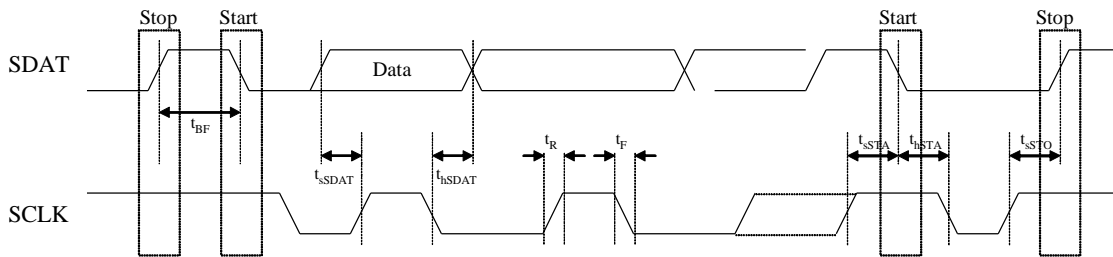 Stop Start Start Stop
SDAT Data
tBF
tR tF tsSTA thSTA tsSTO
tsSDAT thSDAT
SCLK